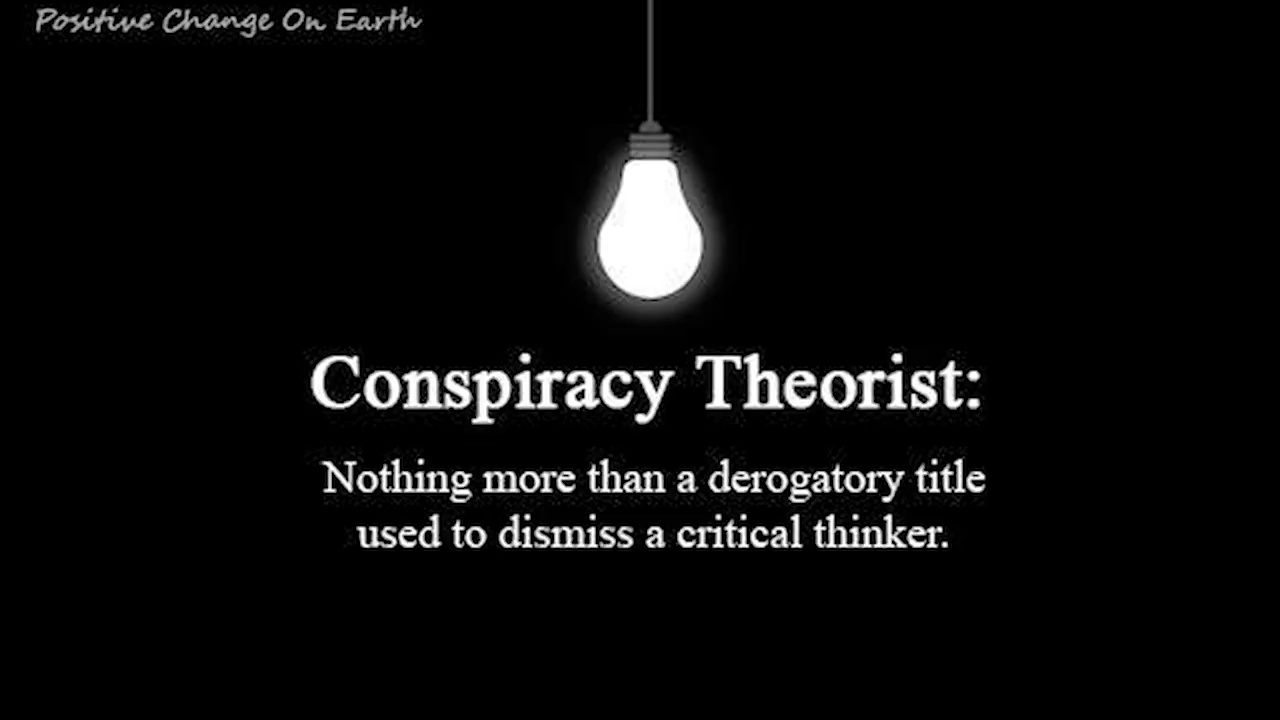 Positive Change On Earth
Conspiracy Theorist:
Nothing more than a derogatory title
used to dismiss a critical thinker.